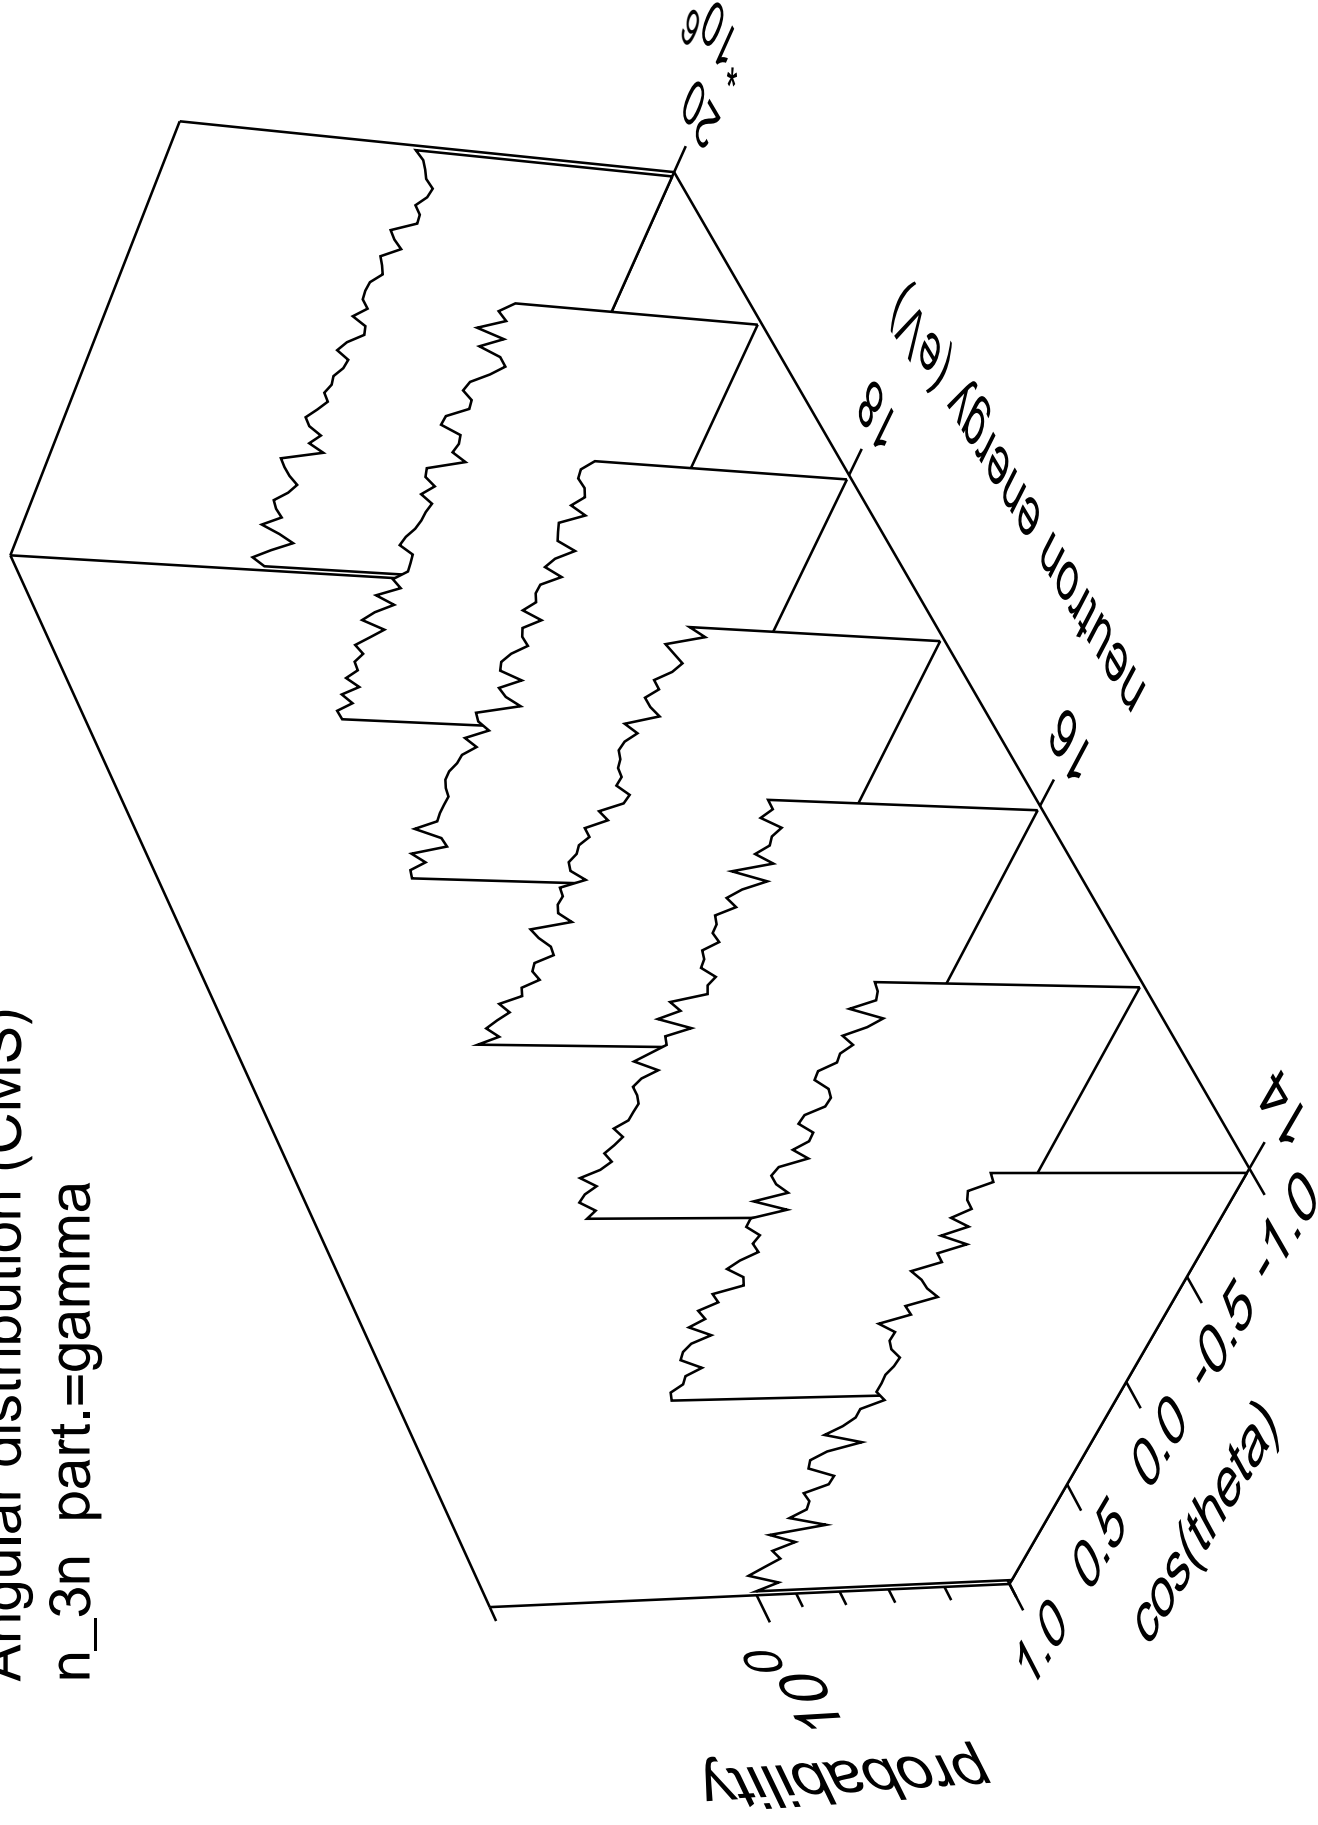 Angular distribution (CMS)
n_3n part.=gamma
probability
10^0
cos(theta)
1.0 0.5 0.0 -0.5 -1.0
neutron energy (eV)
14 16 18 20 * 10^6